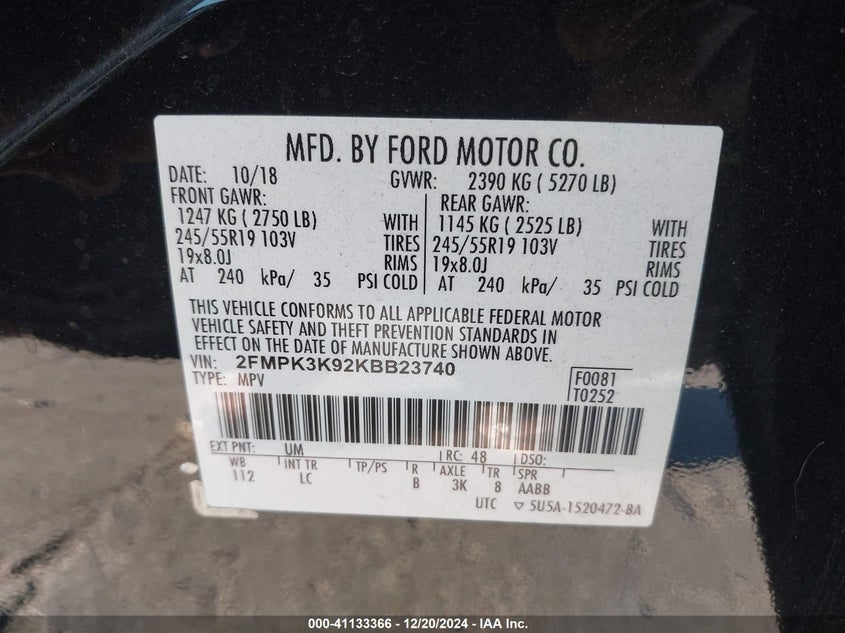 MFD. BY FORD MOTOR CO.
DATE: 10/18 GVWR: 2390 KG ( 5270 LB)
FRONT GAWR: REAR GAWR:
1247 KG ( 2750 LB) WITH 1145 KG ( 2525 LB) WITH
245/55R19 103V TIRES 245/55R19 103V TIRES
19x8.0J RIMS 19x8.0J RIMS
AT 240 kPa/ 35 PSI COLD AT 240 kPa/ 35 PSI COLD
THIS VEHICLE CONFORMS TO ALL APPLICABLE FEDERAL MOTOR
VEHICLE SAFETY AND THEFT PREVENTION STANDARDS IN
EFFECT ON THE DATE OF MANUFACTURE SHOWN ABOVE.
VIN: 2FMPK3K92KBB23740
TYPE: MPV F0081
T0252
EXT PNT: UM RC: 48 DSO:
WB INT TR TP/PS R AXLE TR SPR
112 LC B 3K 8 AABB
UTC ▽ 5U5A-1520472-BA
000-41133366 - 12/20/2024 - IAA, Inc.